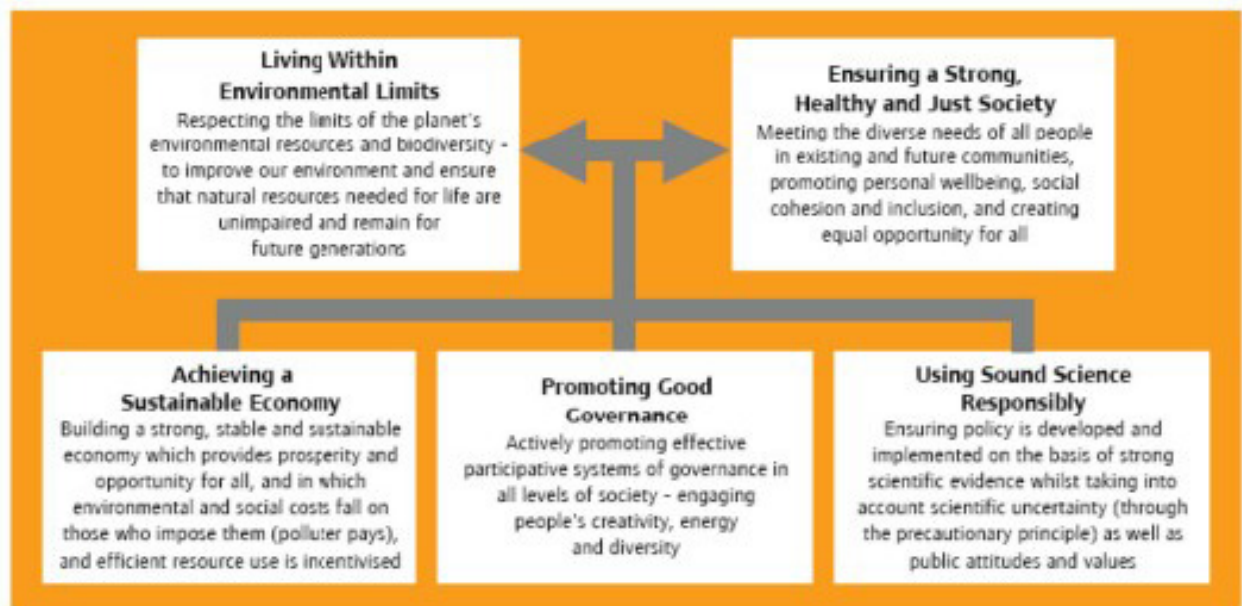 Living Within
Environmental Limits
Respecting the limits of the planet's
environmental resources and biodiversity -
to improve our environment and ensure
that natural resources needed for life are
unimpaired and remain for
future generations
Ensuring a Strong,
Healthy and Just Society
Meeting the diverse needs of all people
in existing and future communities,
promoting personal wellbeing, social
cohesion and inclusion, and creating
equal opportunity for all
Achieving a
Sustainable Economy
Building a strong, stable and sustainable
economy which provides prosperity and
opportunity for all, and in which
environmental and social costs fall on
those who impose them (polluter pays),
and efficient resource use is incentivised
Promoting Good
Governance
Actively promoting effective
participative systems of governance in
all levels of society - engaging
people's creativity, energy
and diversity
Using Sound Science
Responsibly
Ensuring policy is developed and
implemented on the basis of strong
scientific evidence whilst taking into
account scientific uncertainty (through
the precautionary principle) as well as
public attitudes and values